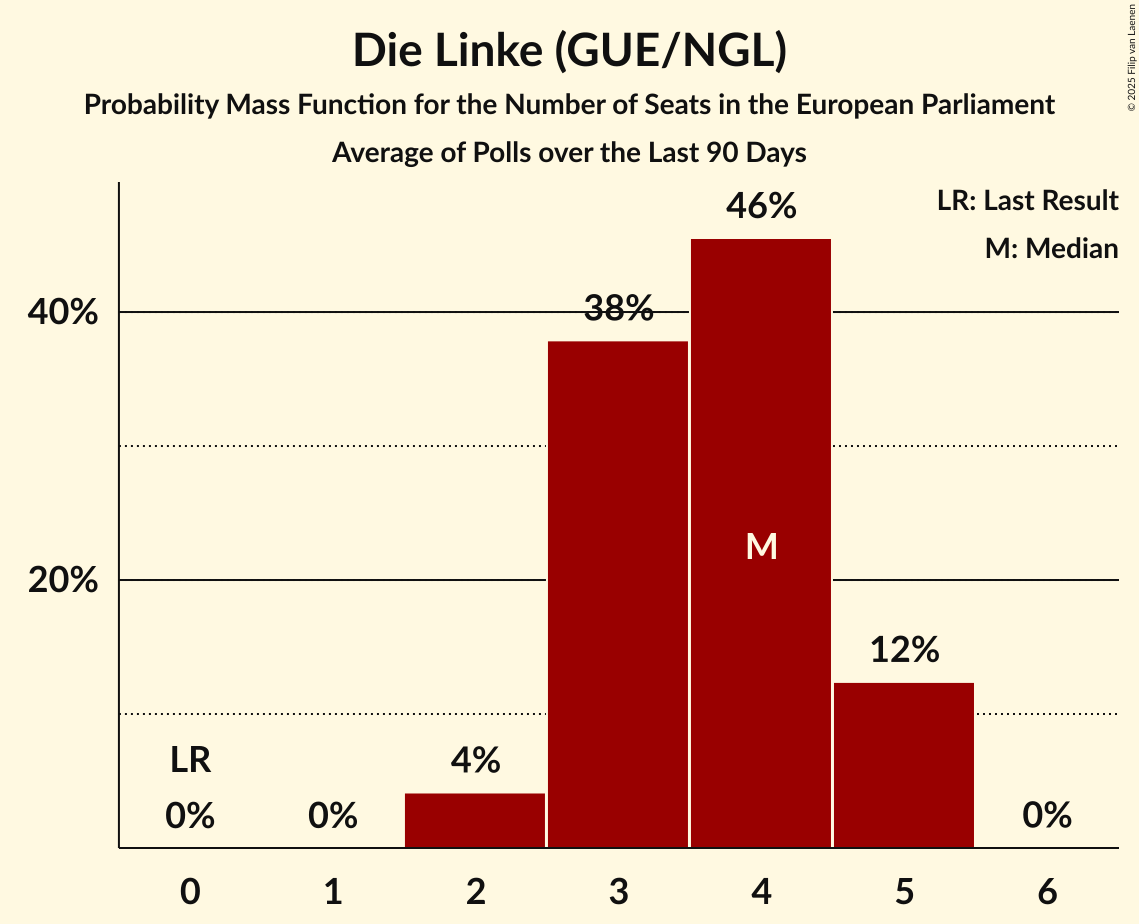 Die Linke (GUE/NGL)
Probability Mass Function for the Number of Seats in the European Parliament
Average of Polls over the Last 90 Days
© 2025 Filip van Laenen
LR: Last Result
M: Median
46%
40%
38%
M
20%
12%
LR
4%
0%
0%
0%
0 1 2 3 4 5 6